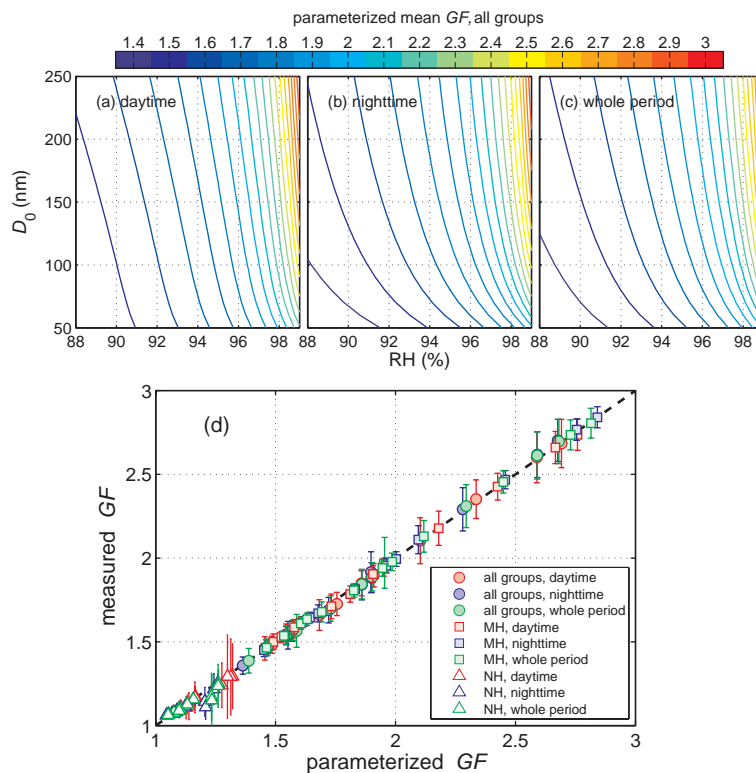 parameterized mean GF, all groups
1.4 1.5 1.6 1.7 1.8 1.9 2 2.1 2.2 2.3 2.4 2.5 2.6 2.7 2.8 2.9 3
250
200
150
100
50
D0 (nm)
(a) daytime
(b) nighttime
(c) whole period
88 90 92 94 96 98 88 90 92 94 96 98 88 90 92 94 96 98
RH (%)
(d)
3
2.5
2
1.5
1
measured GF
all groups, daytime
all groups, nighttime
all groups, whole period
MH, daytime
MH, nighttime
MH, whole period
NH, daytime
NH, nighttime
NH, whole period
1 1.5 2 2.5 3
parameterized GF